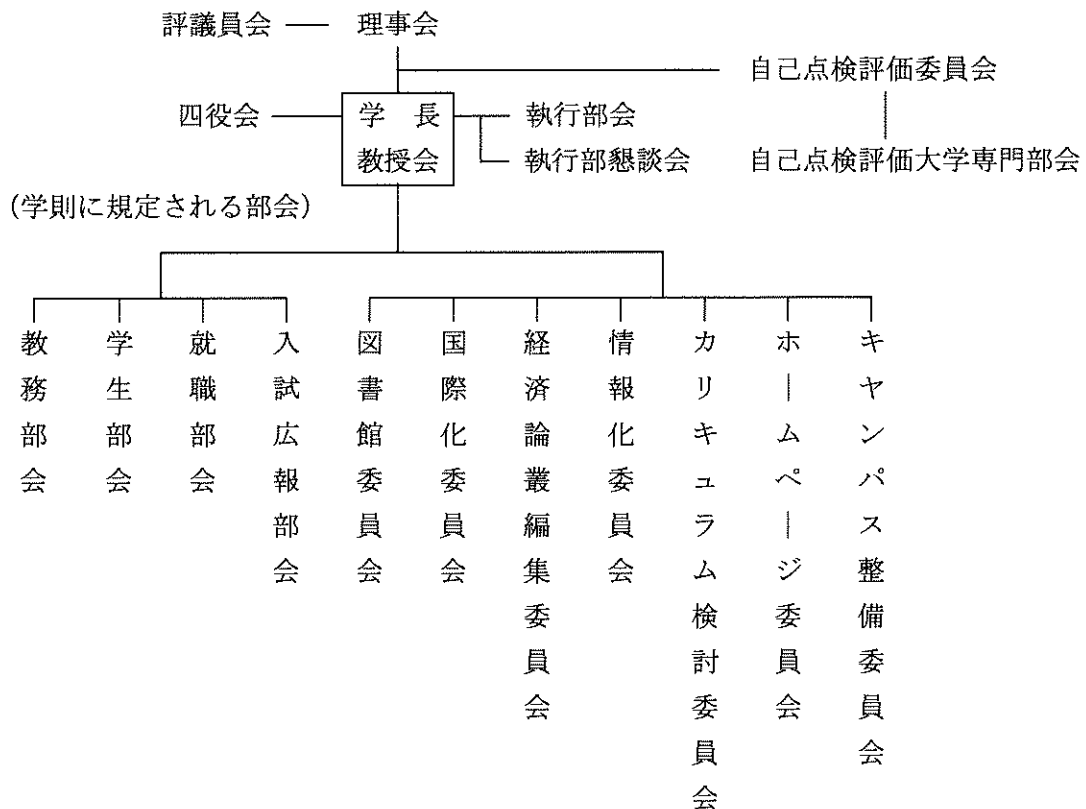 評議員会 理事会
自己点検評価委員会
四役会 学長 執行部会
教授会 執行部懇談会 自己点検評価大学専門部会
(学則に規定される部会)
教務部会
学生部会
就職部会
入試広報部会
図書館委員会
国際化委員会
経済論叢編集委員会
情報化委員会
カリキュラム検討委員会
ホームページ委員会
キヤンパス整備委員会